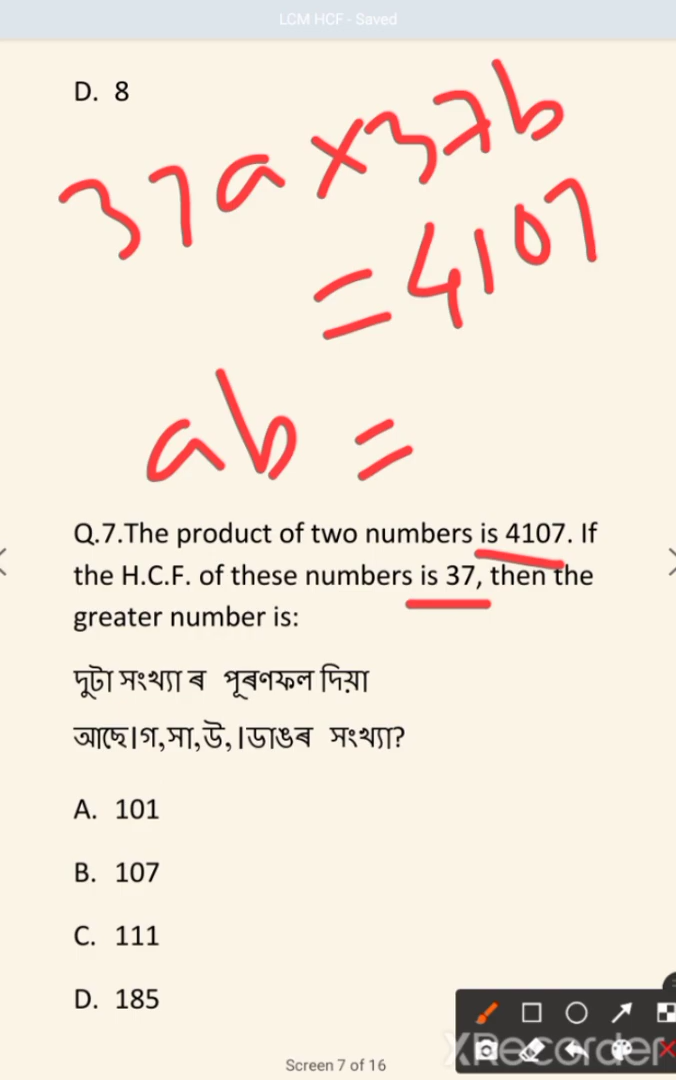 LCM HCF - Saved
D. 8
37a×37b
=4107
ab =
Q.7.The product of two numbers is 4107. If
the H.C.F. of these numbers is 37, then the
greater number is:
দুটা সংখ্যা ৰ পূৰণফল দিয়া
আছে।গ,সা,উ,।ডাঙৰ সংখ্যা?
A. 101
B. 107
C. 111
D. 185
XRecorder
Screen 7 of 16